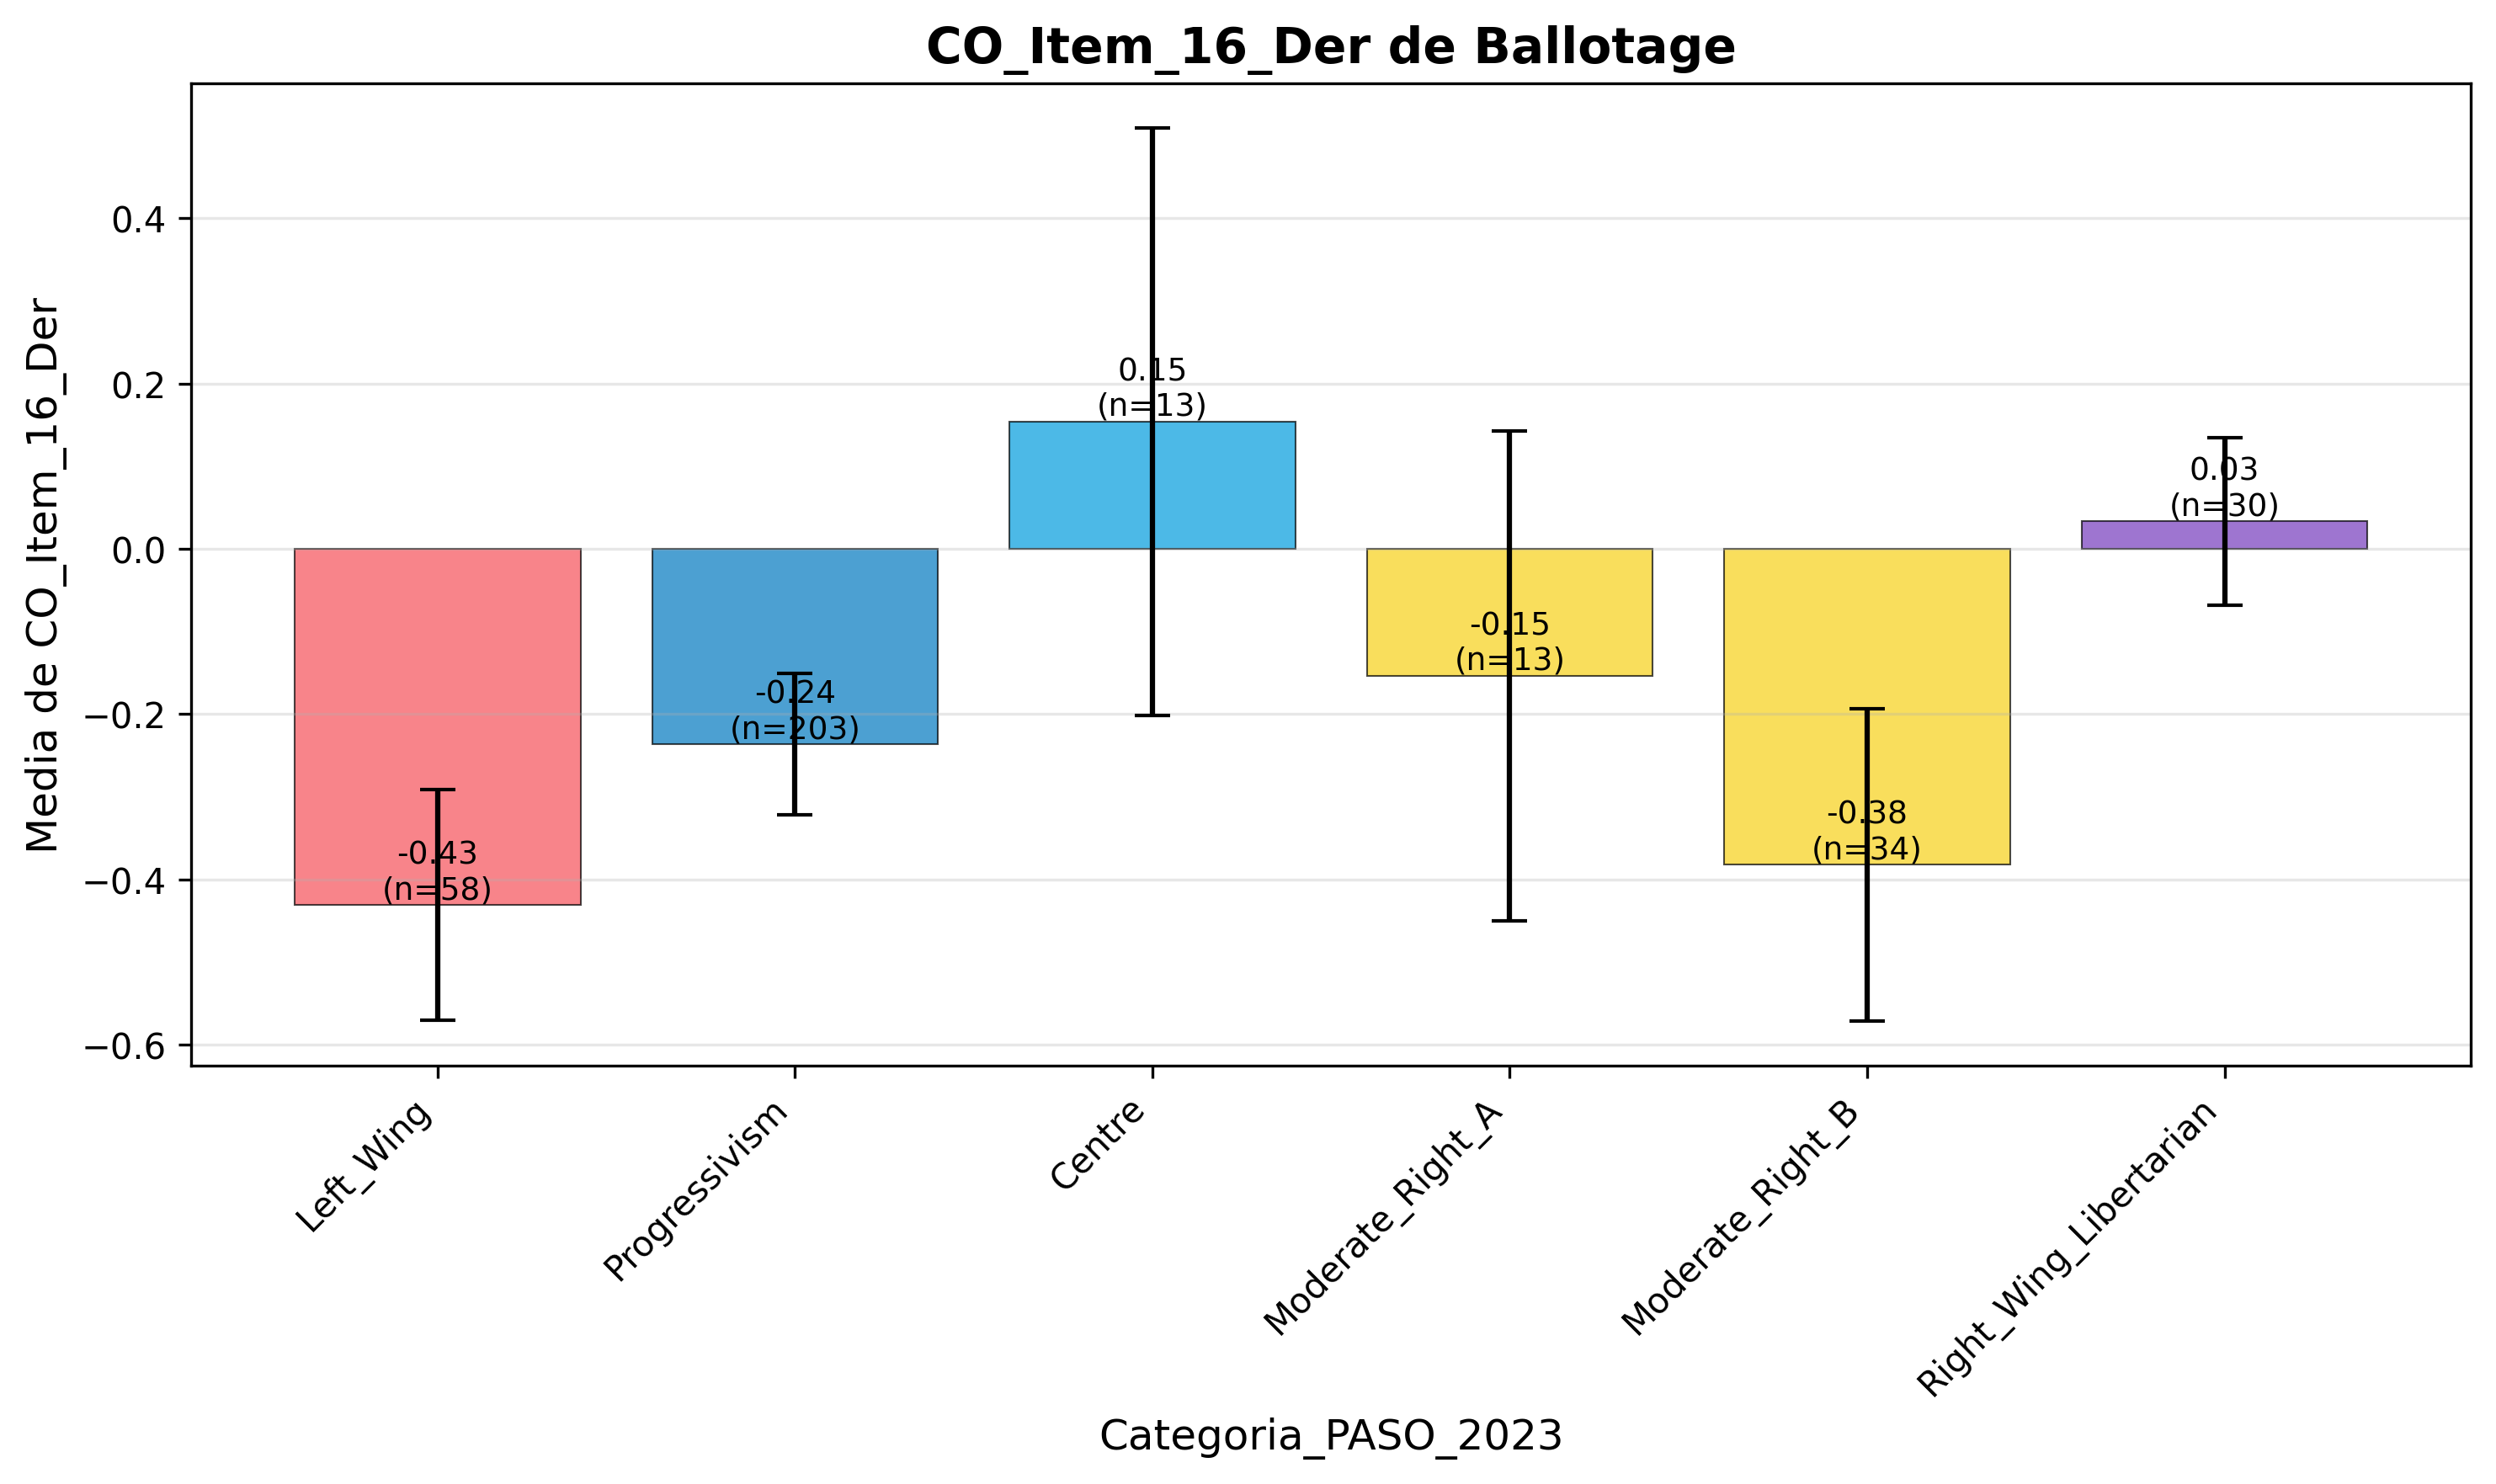 CO_Item_16_Der de Ballotage
Media de CO_Item_16_Der
0.4
0.2
0.0
−0.2
−0.4
−0.6
-0.43
(n=58)
-0.24
(n=203)
0.15
(n=13)
-0.15
(n=13)
-0.38
(n=34)
0.03
(n=30)
Left_Wing
Progressivism
Centre
Moderate_Right_A
Moderate_Right_B
Right_Wing_Libertarian
Categoria_PASO_2023